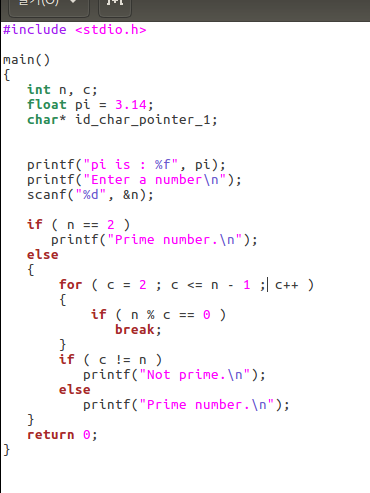 열기(O)
#include <stdio.h>
main()
{
int n, c;
float pi = 3.14;
char* id_char_pointer_1;
printf("pi is : %f", pi);
printf("Enter a number\n");
scanf("%d", &n);
if ( n == 2 )
printf("Prime number.\n");
else
{
for ( c = 2 ; c <= n - 1 ; c++ )
{
if ( n % c == 0 )
break;
}
if ( c != n )
printf("Not prime.\n");
else
printf("Prime number.\n");
}
return 0;
}